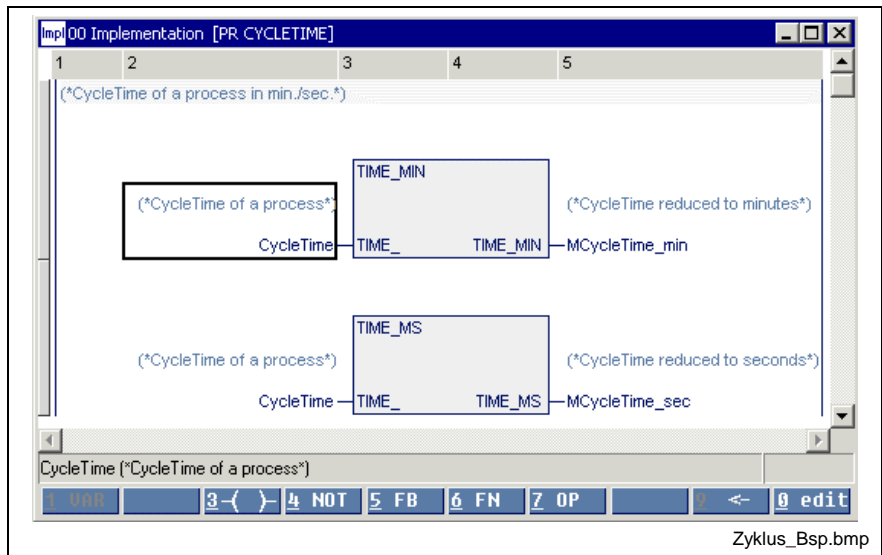 Impl 00 Implementation [PR CYCLETIME]
1 2 3 4 5
(*CycleTime of a process in min./sec.*)
TIME_MIN
(*CycleTime of a process*) (*CycleTime reduced to minutes*)
CycleTime TIME_ TIME_MIN MCycleTime_min
TIME_MS
(*CycleTime of a process*) (*CycleTime reduced to seconds*)
CycleTime TIME_ TIME_MS MCycleTime_sec
CycleTime (*CycleTime of a process*)
1 VAR 3-( )- 4 NOT 5 FB 6 FN 7 OP 9 <- 0 edit
Zyklus_Bsp.bmp